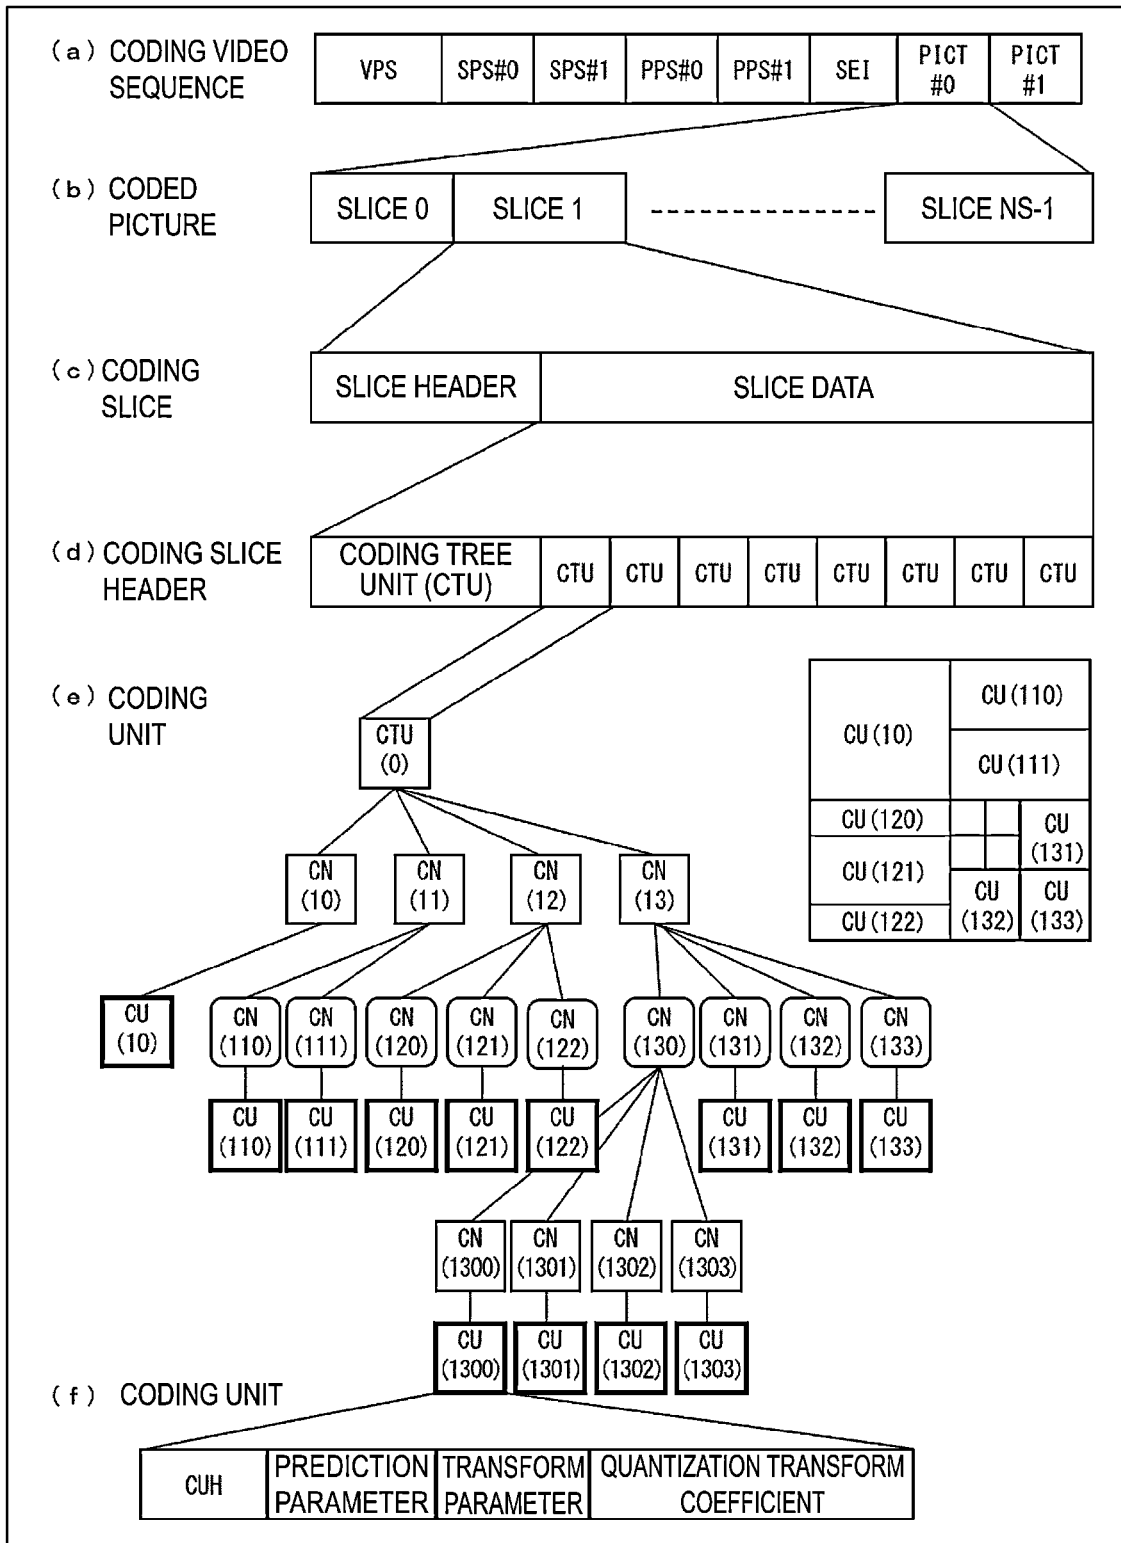 (a) CODING VIDEO
SEQUENCE
VPS
SPS#0
SPS#1
PPS#0
PPS#1
SEI
PICT
#0
PICT
#1
(b) CODED
PICTURE
SLICE 0
SLICE 1
SLICE NS-1
(c) CODING
SLICE
SLICE HEADER
SLICE DATA
(d) CODING SLICE
HEADER
CODING TREE
UNIT (CTU)
CTU
CTU
CTU
CTU
CTU
CTU
CTU
CTU
(e) CODING
UNIT
CTU
(0)
CU(10)
CU(110)
CU(111)
CU(120)
CU(121)
CU(122)
CU
(131)
CU
(132)
CU
(133)
CN
(10)
CN
(11)
CN
(12)
CN
(13)
CU
(10)
CN
(110)
CN
(111)
CN
(120)
CN
(121)
CN
(122)
CN
(130)
CN
(131)
CN
(132)
CN
(133)
CU
(110)
CU
(111)
CU
(120)
CU
(121)
CU
(122)
CU
(131)
CU
(132)
CU
(133)
CN
(1300)
CN
(1301)
CN
(1302)
CN
(1303)
CU
(1300)
CU
(1301)
CU
(1302)
CU
(1303)
(f) CODING UNIT
CUH
PREDICTION
PARAMETER
TRANSFORM
PARAMETER
QUANTIZATION TRANSFORM
COEFFICIENT